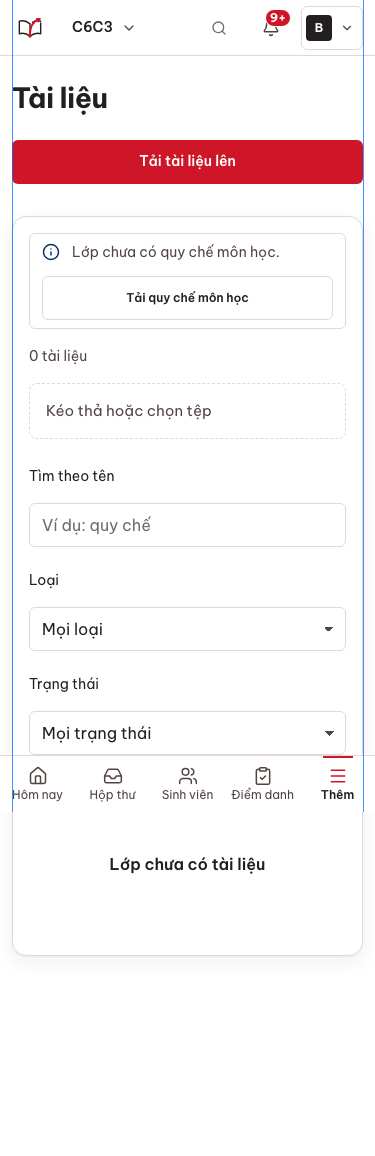 C6C3
9+
B
Tài liệu
Tải tài liệu lên
Lớp chưa có quy chế môn học.
Tải quy chế môn học
0 tài liệu
Kéo thả hoặc chọn tệp
Tìm theo tên
Ví dụ: quy chế
Loại
Mọi loại
Trạng thái
Mọi trạng thái
Hôm nay
Hộp thư
Sinh viên
Điểm danh
Thêm
Lớp chưa có tài liệu